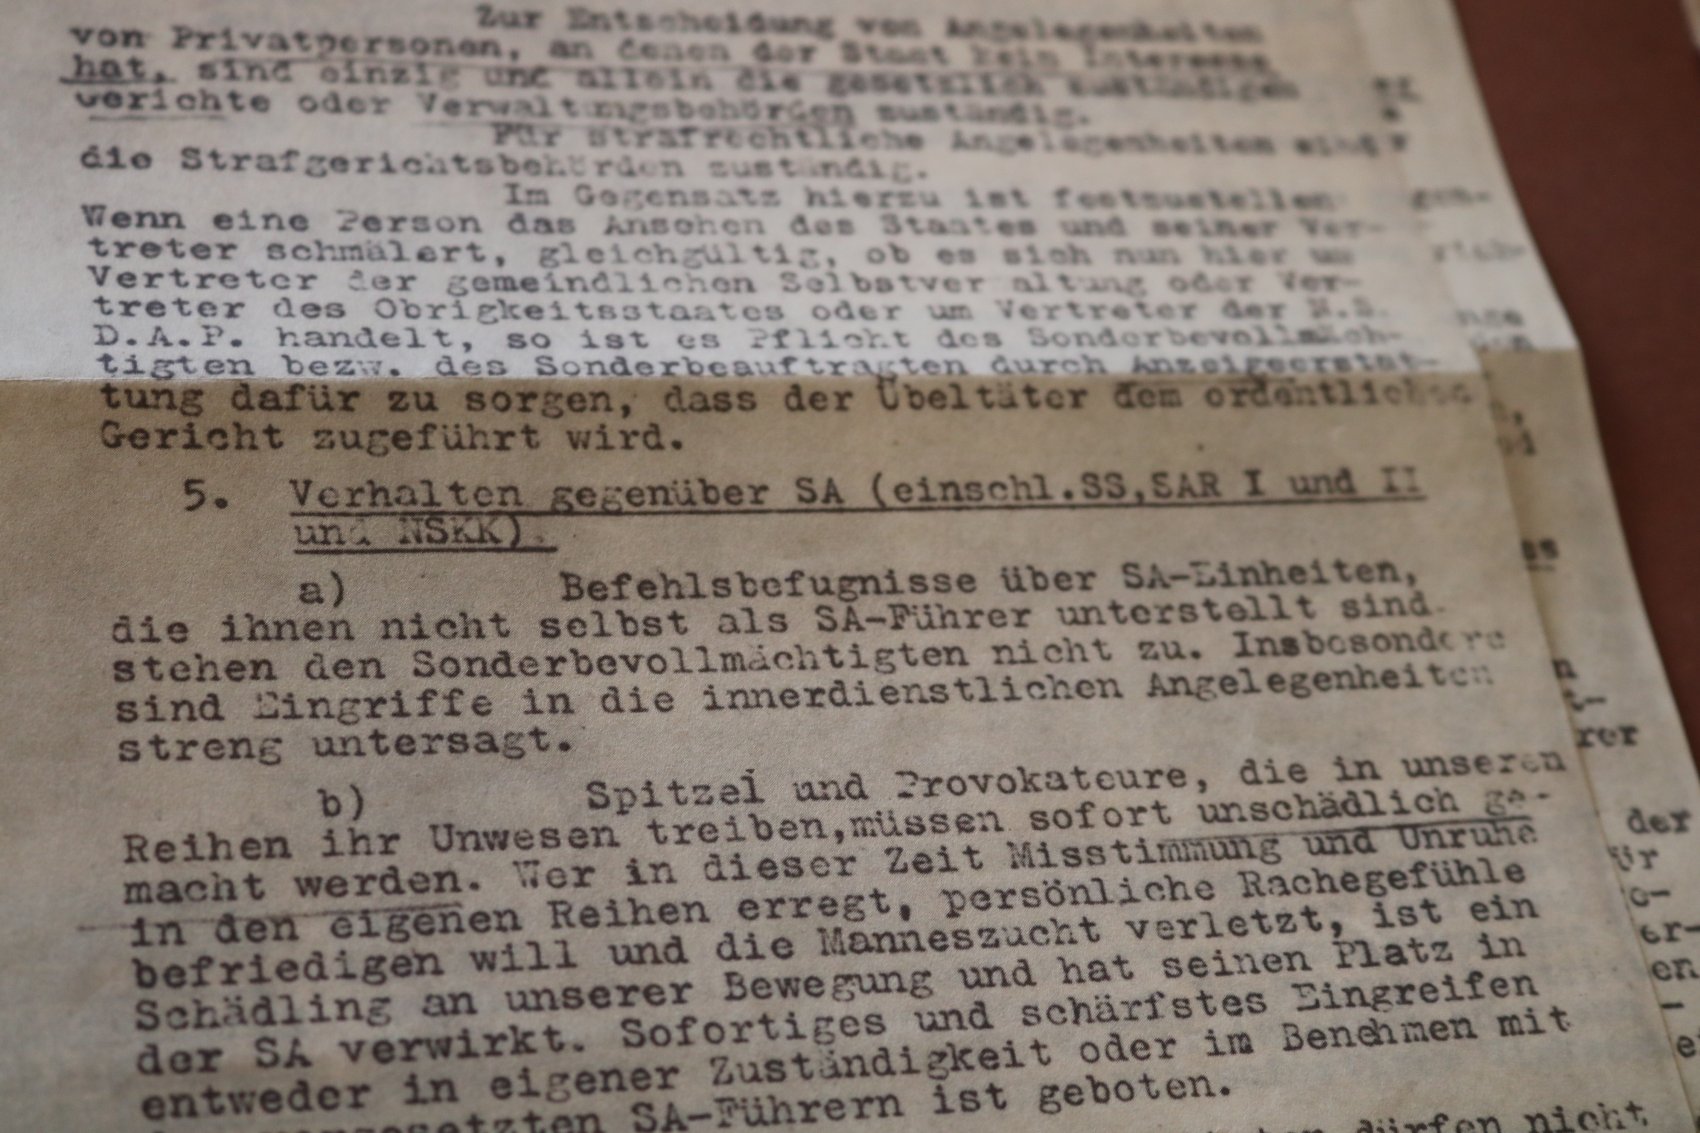 Zur Entscheidung von Angelegenheiten
von Privatpersonen, an denen der Staat kein Interesse
hat, sind einzig und allein die gesetzlich zuständigen
Gerichte oder Verwaltungsbehörden zuständig.
Für strafrechtliche Angelegenheiten sind
die Strafgerichtsbehörden zuständig.
Im Gegensatz hierzu ist festzustellen
Wenn eine Person das Ansehen des Staates und seiner Ver-
treter schmälert, gleichgültig, ob es sich nun hier um
Vertreter der gemeindlichen Selbstver altung oder Ver-
treter des Obrigkeitsstaates oder um Vertreter der N.S.
D.A.P. handelt, so ist es Pflicht des Sonderbevollmäch-
tigten bezw. des Sonderbeauftragten durch Anzeigeerstat-
tung dafür zu sorgen, dass der Übeltäter dem ordentlichen
Gericht zugeführt wird.
5. Verhalten gegenüber SA (einschl.SS,SAR I und II
und NSKK).
a) Befehlsbefugnisse über SA-Einheiten,
die ihnen nicht selbst als SA-Führer unterstellt sind
stehen den Sonderbevollmächtigten nicht zu. Insbesondere
sind Eingriffe in die innerdienstlichen Angelegenheiten
streng untersagt.
b) Spitzel und Provokateure, die in unseren
Reihen ihr Unwesen treiben,müssen sofort unschädlich ge-
macht werden. Wer in dieser Zeit Misstimmung und Unruhe
in den eigenen Reihen erregt, persönliche Rachegefühle
befriedigen will und die Manneszucht verletzt, ist ein
Schädling an unserer Bewegung und hat seinen Platz in
der SA verwirkt. Sofortiges und schärfstes Eingreifen
entweder in eigener Zuständigkeit oder im Benehmen mit
SA-Führern ist geboten.
dürfen nicht
rer
der
ür
er-
en